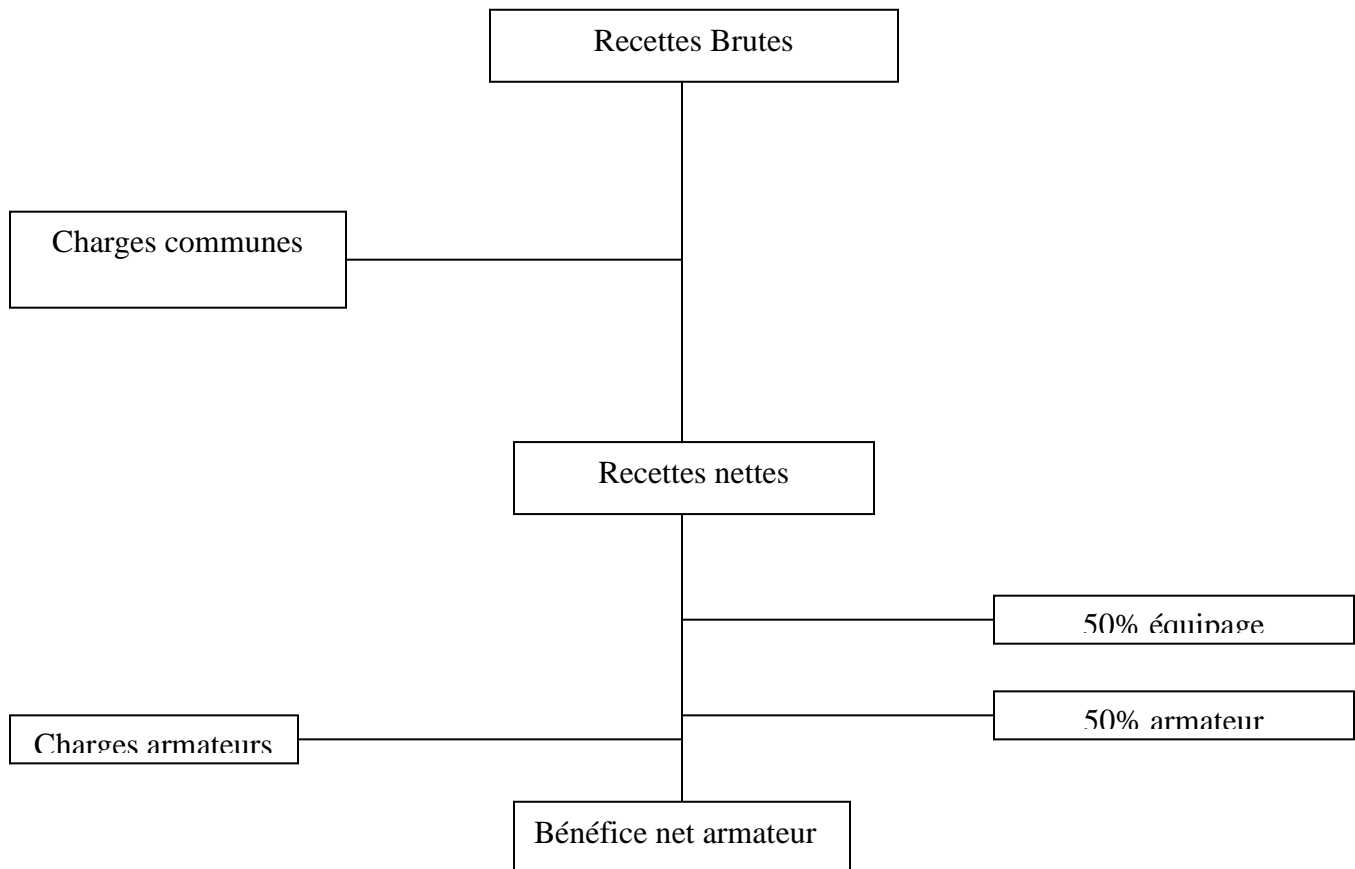 Recettes Brutes
Charges communes
Recettes nettes
50% équipage
50% armateur
Charges armateurs
Bénéfice net armateur